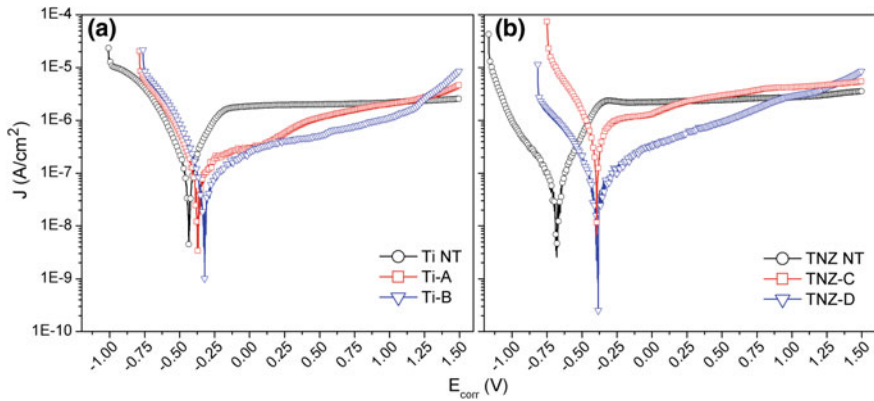 (a)
(b)
J (A/cm²)
1E-4
1E-5
1E-6
1E-7
1E-8
1E-9
1E-10
Ti NT
Ti-A
Ti-B
TNZ NT
TNZ-C
TNZ-D
-1.00 -0.75 -0.50 -0.25 0.00 0.25 0.50 0.75 1.00 1.25 1.50
-1.00 -0.75 -0.50 -0.25 0.00 0.25 0.50 0.75 1.00 1.25 1.50
E_corr (V)